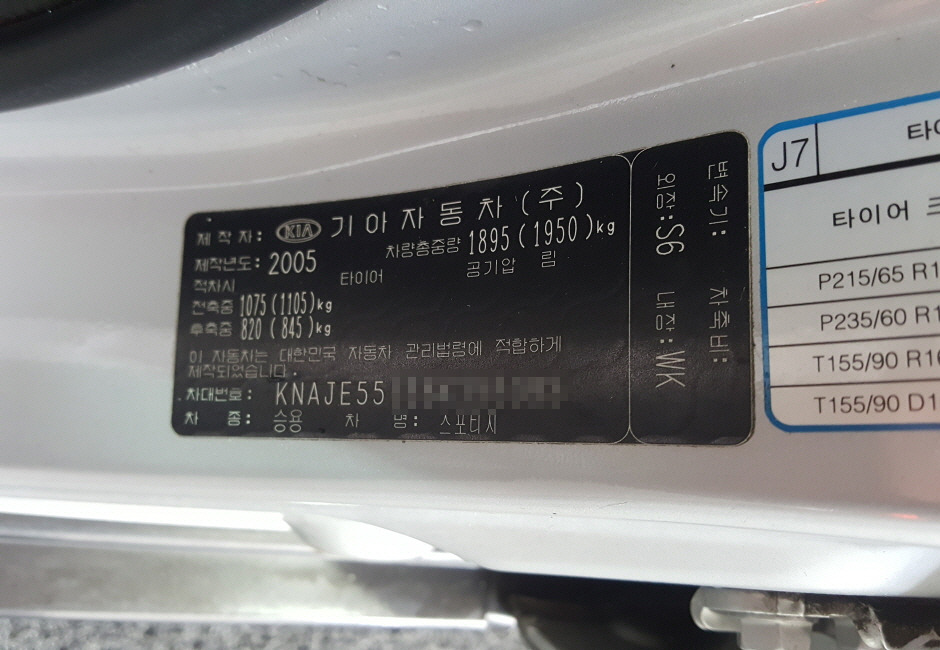 제작자: KIA 기아자동차(주)
제작년도: 2005 차량총중량 1895(1950)kg
적차시 타이어 공기압 림
전축중 1075(1105)kg
후축중 820(845)kg
이 자동차는 대한민국 자동차 관리법령에 적합하게
제작되었습니다.
차대번호: KNAJE55
차 종: 승용 차 명: 스포티지
변속기: 차축비:
외장:S6 내장:WK
J7
타이어
P215/65 R1
P235/60 R1
T155/90 R16
T155/90 D1